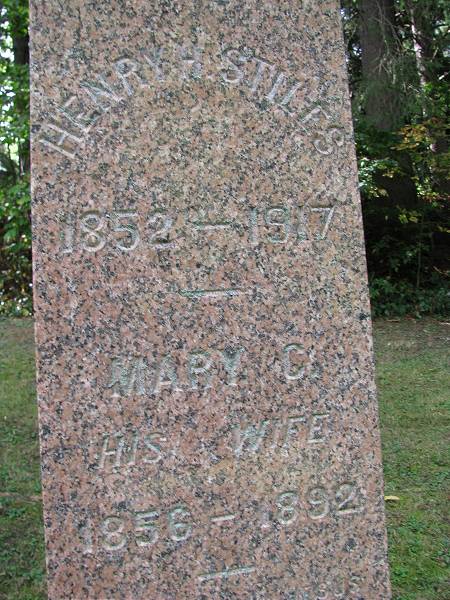 HENRY H STILES
1852 — 1917
MARY C.
HIS WIFE
1856 — 1892